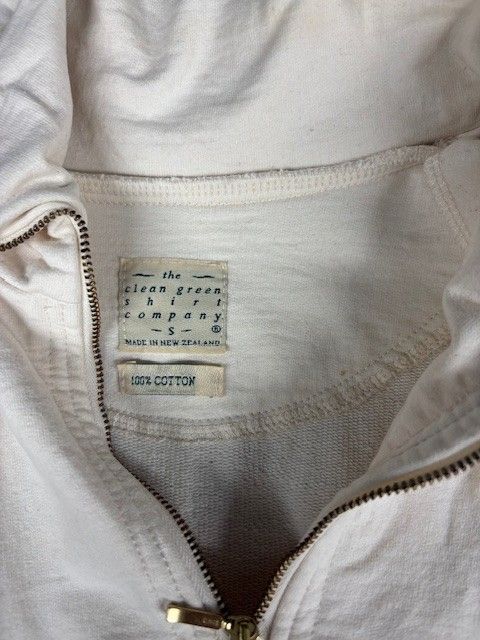 — the —
clean green
shirt
company
— S — ®
MADE IN NEW ZEALAND
100% COTTON